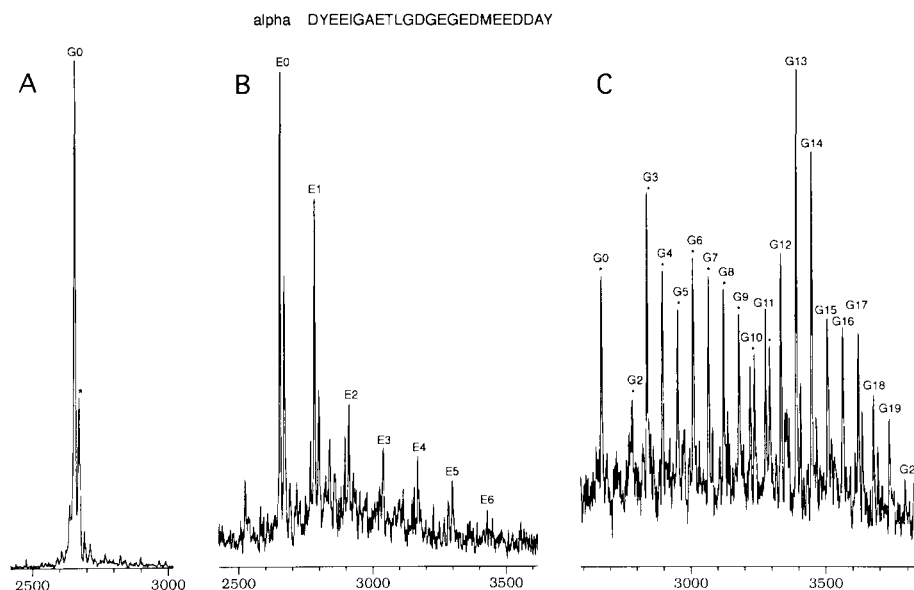 alpha DYEEIGAETLGDGEGEDMEEDDAY
A
G0
*
2500 3000
B
E0
E1
E2
E3
E4
E5
E6
2500 3000 3500
C
G0
G2
G3
G4
G5
G6
G7
G8
G9
G10
G11
G12
G13
G14
G15
G16
G17
G18
G19
G2
3000 3500